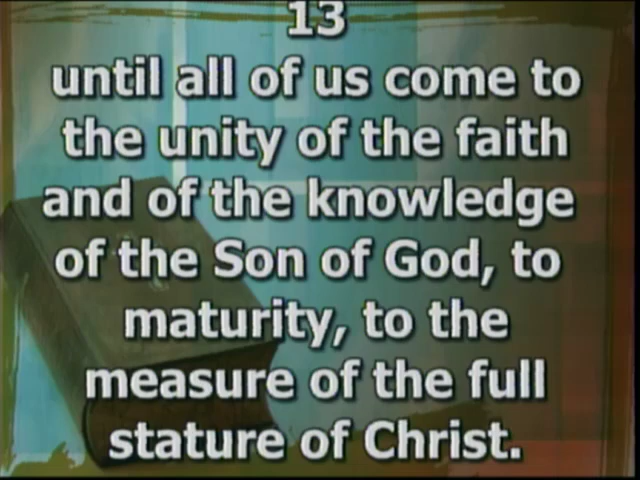 13
until all of us come to
the unity of the faith
and of the knowledge
of the Son of God, to
maturity, to the
measure of the full
stature of Christ.